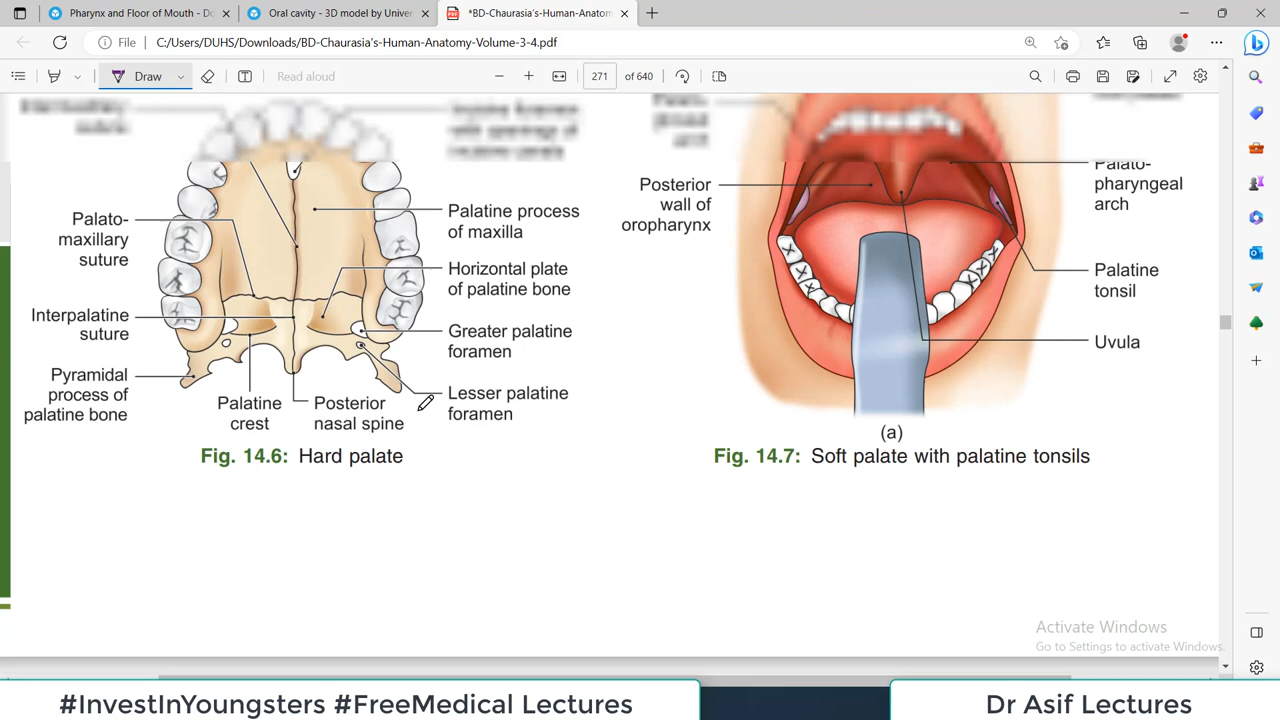 Pharynx and Floor of Mouth - Do
Oral cavity - 3D model by Univer
*BD-Chaurasia's-Human-Anatom
File
C:/Users/DUHS/Downloads/BD-Chaurasia's-Human-Anatomy-Volume-3-4.pdf
Draw
Read aloud
271
of 640
Palato-
maxillary
suture
Interpalatine
suture
Pyramidal
process of
palatine bone
Palatine
crest
Posterior
nasal spine
Palatine process
of maxilla
Horizontal plate
of palatine bone
Greater palatine
foramen
Lesser palatine
foramen
Fig. 14.6: Hard palate
Posterior
wall of
oropharynx
Palato-
pharyngeal
arch
Palatine
tonsil
Uvula
(a)
Fig. 14.7: Soft palate with palatine tonsils
Activate Windows
Go to Settings to activate Windows.
#InvestInYoungsters #FreeMedical Lectures
Dr Asif Lectures